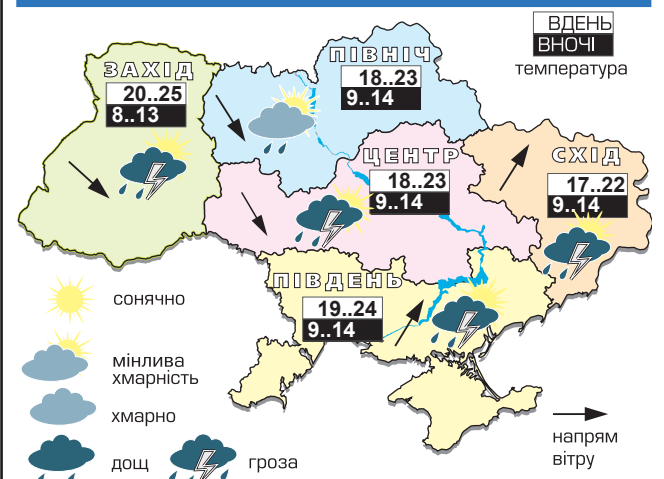 ВДЕНЬ
ВНОЧІ
температура
ПІВНІЧ
18..23
9..14
ЗАХІД
20..25
8..13
ЦЕНТР
18..23
9..14
СХІД
17..22
9..14
ПІВДЕНЬ
19..24
9..14
сонячно
мінлива
хмарність
хмарно
дощ
гроза
напрям
вітру